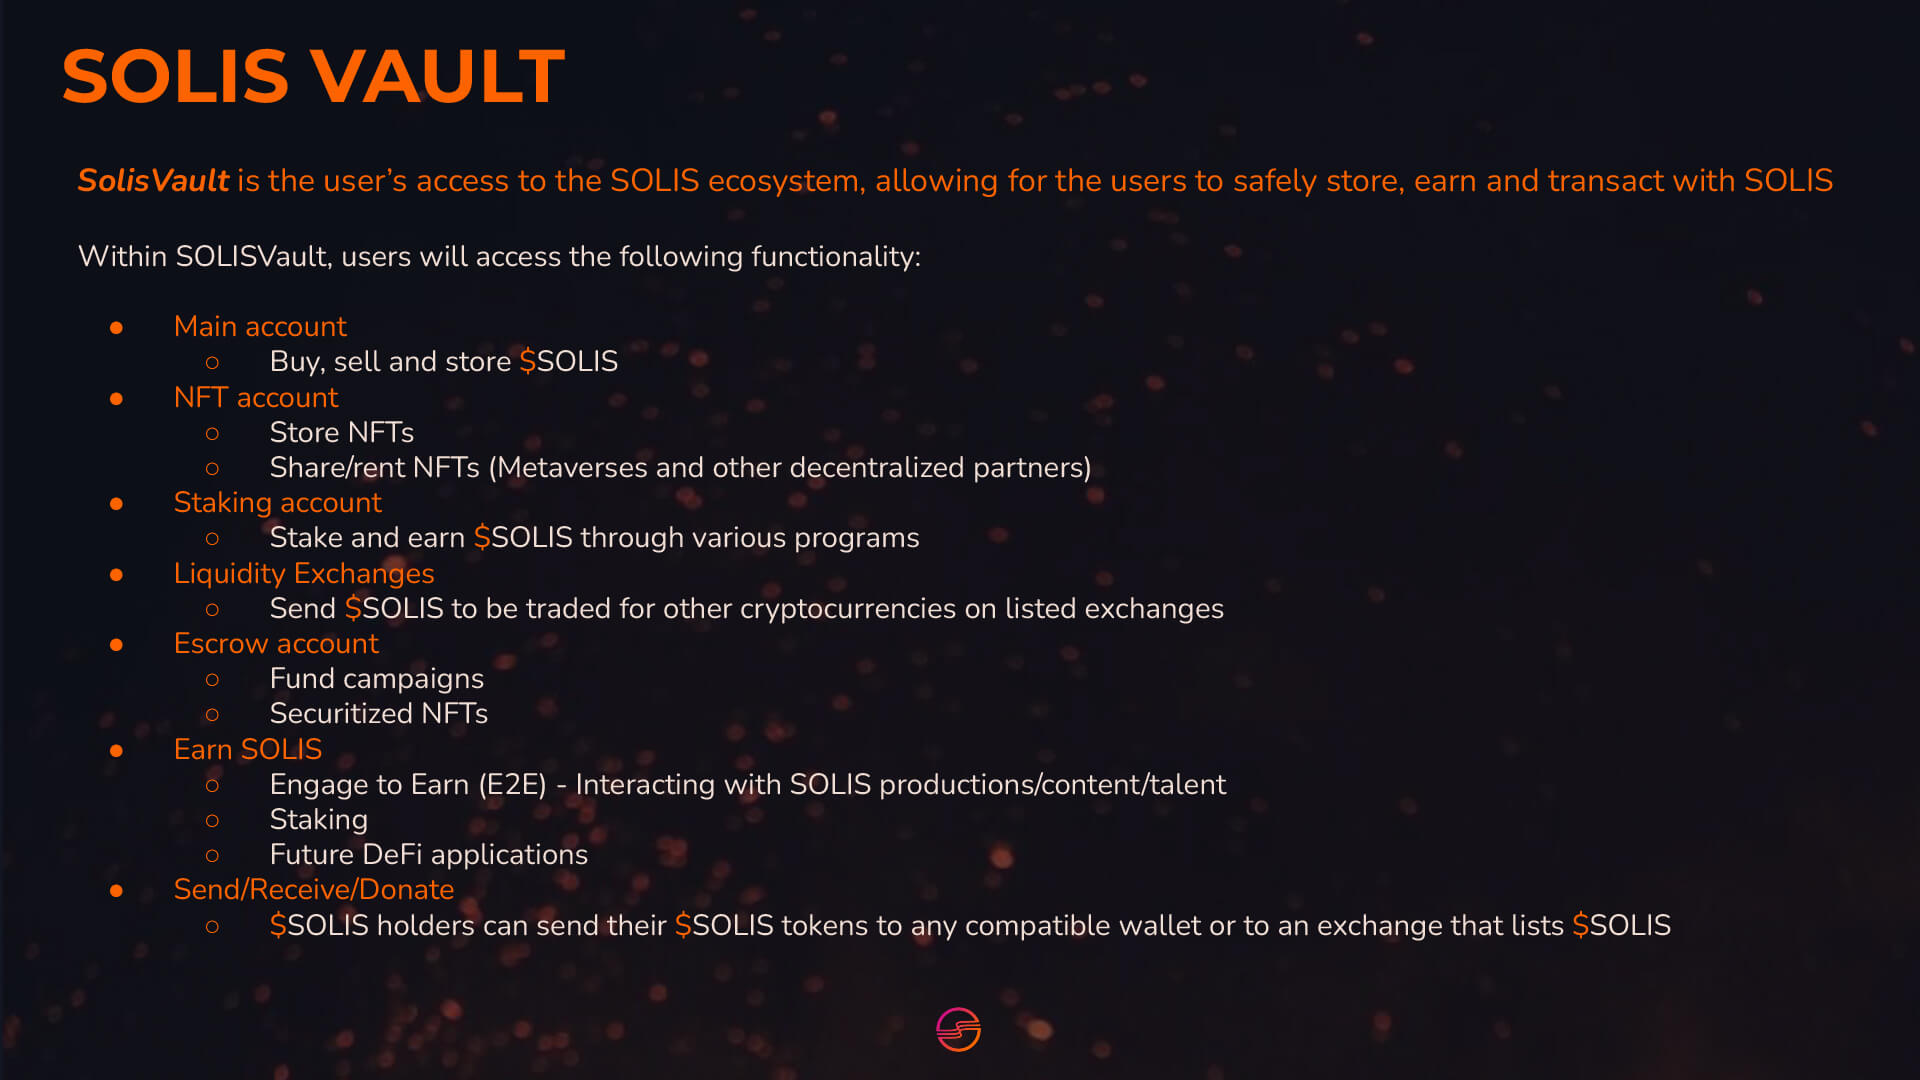 SOLIS VAULT
SolisVault is the user’s access to the SOLIS ecosystem, allowing for the users to safely store, earn and transact with SOLIS
Within SOLISVault, users will access the following functionality:
● Main account
○ Buy, sell and store $SOLIS
● NFT account
○ Store NFTs
○ Share/rent NFTs (Metaverses and other decentralized partners)
● Staking account
○ Stake and earn $SOLIS through various programs
● Liquidity Exchanges
○ Send $SOLIS to be traded for other cryptocurrencies on listed exchanges
● Escrow account
○ Fund campaigns
○ Securitized NFTs
● Earn SOLIS
○ Engage to Earn (E2E) - Interacting with SOLIS productions/content/talent
○ Staking
○ Future DeFi applications
● Send/Receive/Donate
○ $SOLIS holders can send their $SOLIS tokens to any compatible wallet or to an exchange that lists $SOLIS